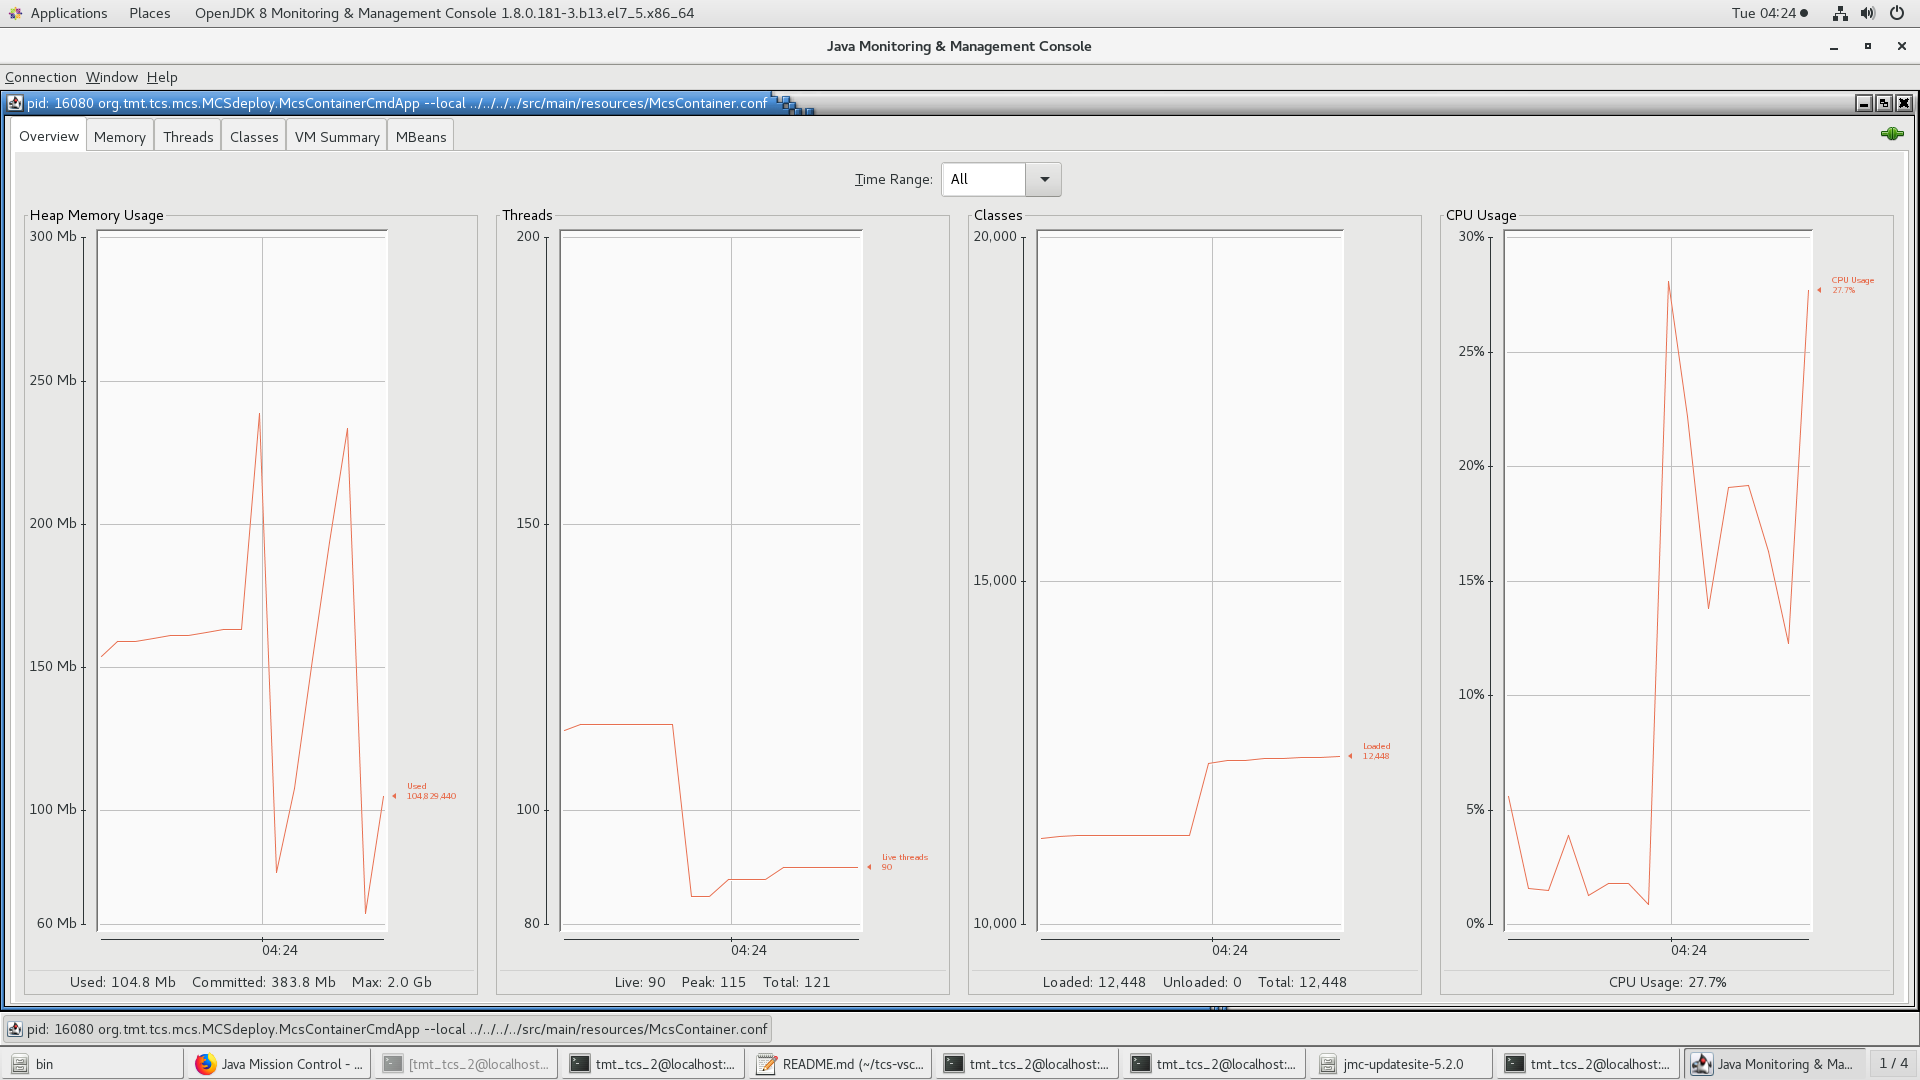 Applications Places OpenJDK 8 Monitoring & Management Console 1.8.0.181-3.b13.el7_5.x86_64 Tue 04:24
Java Monitoring & Management Console
Connection Window Help
pid: 16080 org.tmt.tcs.mcs.MCSdeploy.McsContainerCmdApp --local ../../../../src/main/resources/McsContainer.conf
Overview Memory Threads Classes VM Summary MBeans
Time Range: All
Heap Memory Usage
300 Mb
250 Mb
200 Mb
150 Mb
100 Mb
60 Mb
Used
104,829,440
04:24
Used: 104.8 Mb Committed: 383.8 Mb Max: 2.0 Gb
Threads
200
150
100
80
Live threads
90
04:24
Live: 90 Peak: 115 Total: 121
Classes
20,000
15,000
10,000
Loaded
12,448
04:24
Loaded: 12,448 Unloaded: 0 Total: 12,448
CPU Usage
30%
25%
20%
15%
10%
5%
0%
CPU Usage
27.7%
04:24
CPU Usage: 27.7%
pid: 16080 org.tmt.tcs.mcs.MCSdeploy.McsContainerCmdApp --local ../../../../src/main/resources/McsContainer.conf
bin
Java Mission Control - ...
[tmt_tcs_2@localhost:...
tmt_tcs_2@localhost:...
README.md (~/tcs-vsc...
tmt_tcs_2@localhost:...
tmt_tcs_2@localhost:...
jmc-updatesite-5.2.0
tmt_tcs_2@localhost:...
Java Monitoring & Ma...
1 / 4